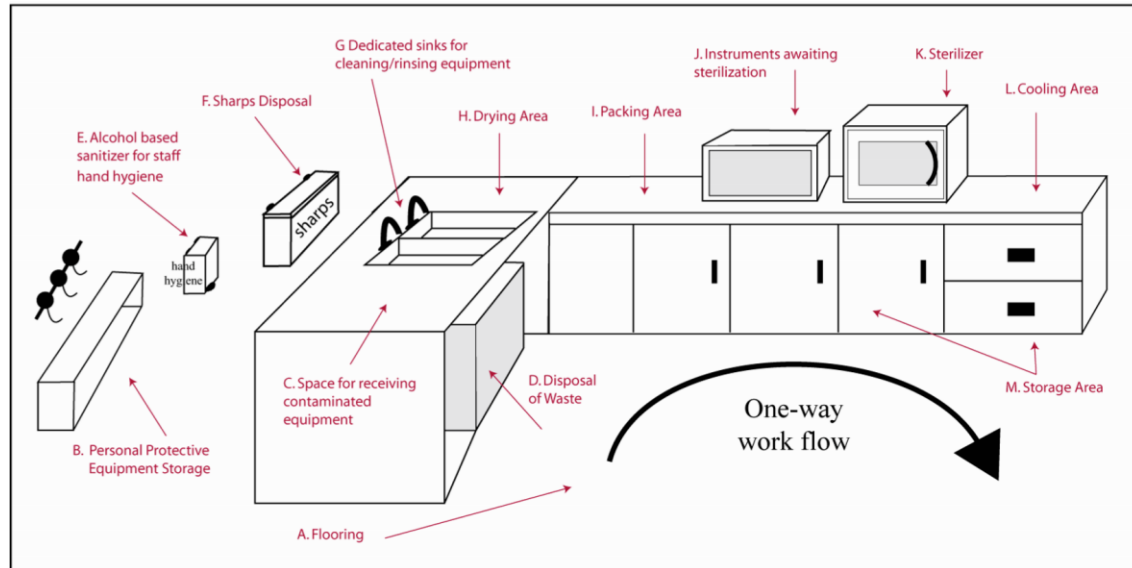 G Dedicated sinks for
cleaning/rinsing equipment
J. Instruments awaiting
sterilization
K. Sterilizer
L. Cooling Area
F. Sharps Disposal
H. Drying Area
I. Packing Area
E. Alcohol based
sanitizer for staff
hand hygiene
sharps
hand
hygiene
C. Space for receiving
contaminated
equipment
D. Disposal
of Waste
M. Storage Area
One-way
work flow
B. Personal Protective
Equipment Storage
A. Flooring